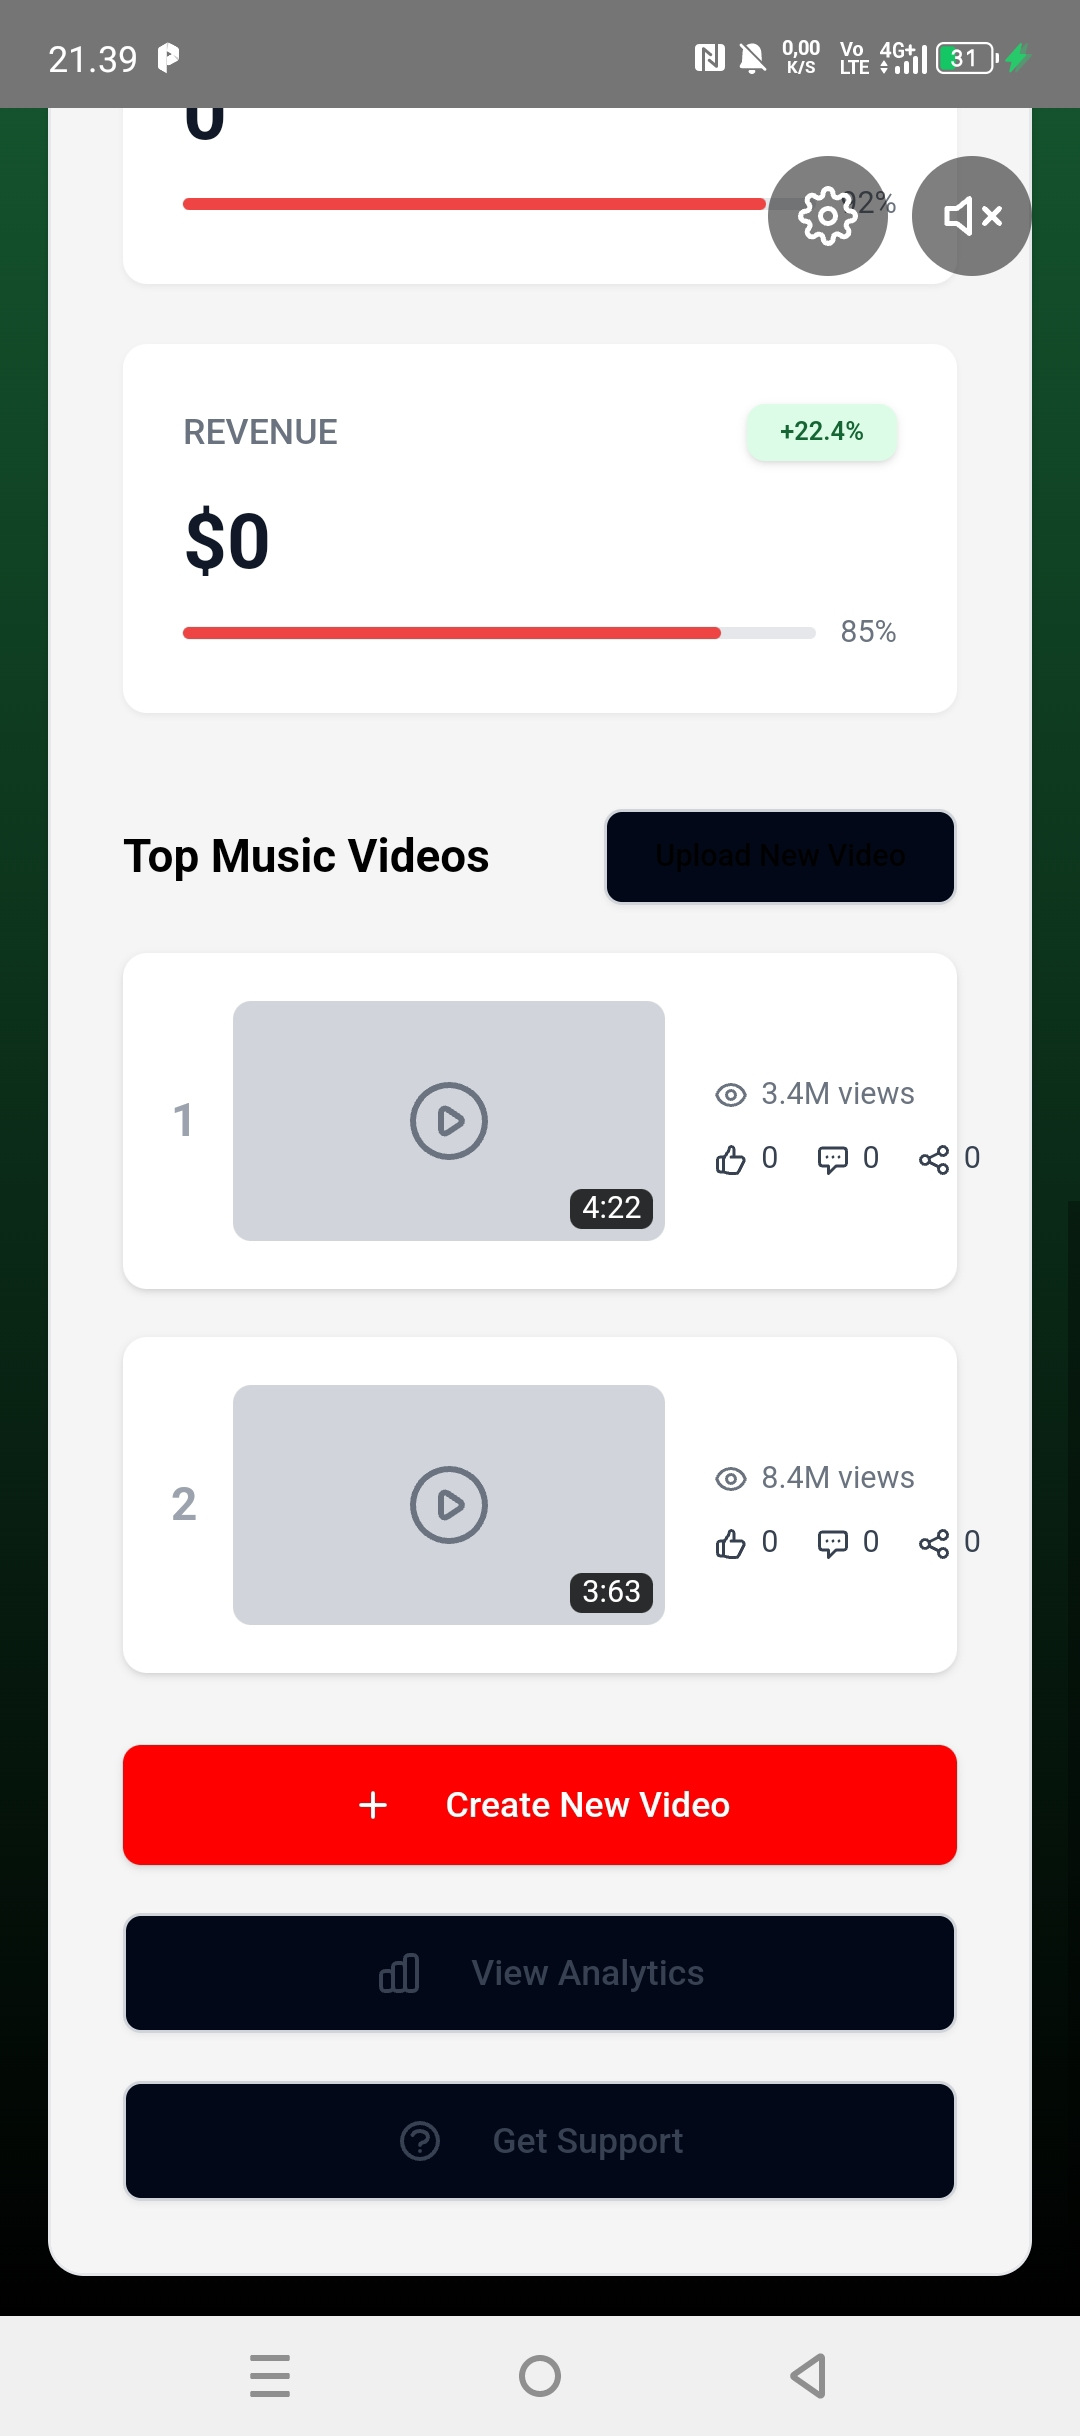 21.39
0,00
K/S
Vo
LTE
4G+
31
0
92%
REVENUE
+22.4%
$0
85%
Top Music Videos
Upload New Video
1
4:22
3.4M views
0
0
0
2
3:63
8.4M views
0
0
0
Create New Video
View Analytics
Get Support